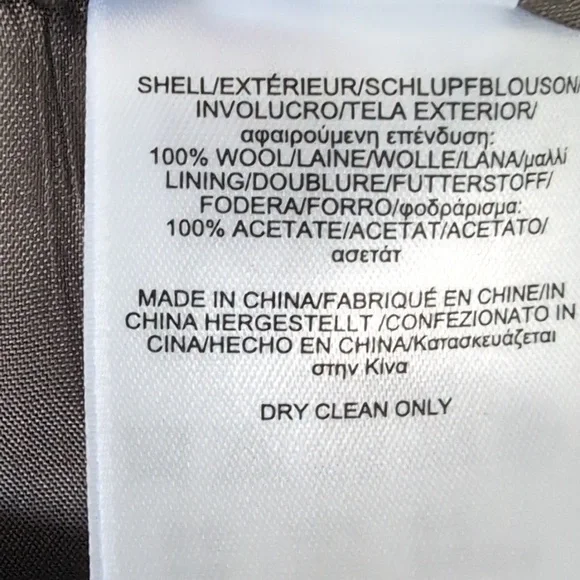 SHELL/EXTÉRIEUR/SCHLUPFBLOUSON/
INVOLUCRO/TELA EXTERIOR/
αφαιρούμενη επένδυση:
100% WOOL/LAINE/WOLLE/LANA/μαλλί
LINING/DOUBLURE/FUTTERSTOFF/
FODERA/FORRO/φοδράρισμα:
100% ACETATE/ACETAT/ACETATO/
ασετάτ
MADE IN CHINA/FABRIQUÉ EN CHINE/IN
CHINA HERGESTELLT /CONFEZIONATO IN
CINA/HECHO EN CHINA/Κατασκευάζεται
στην Κίνα
DRY CLEAN ONLY